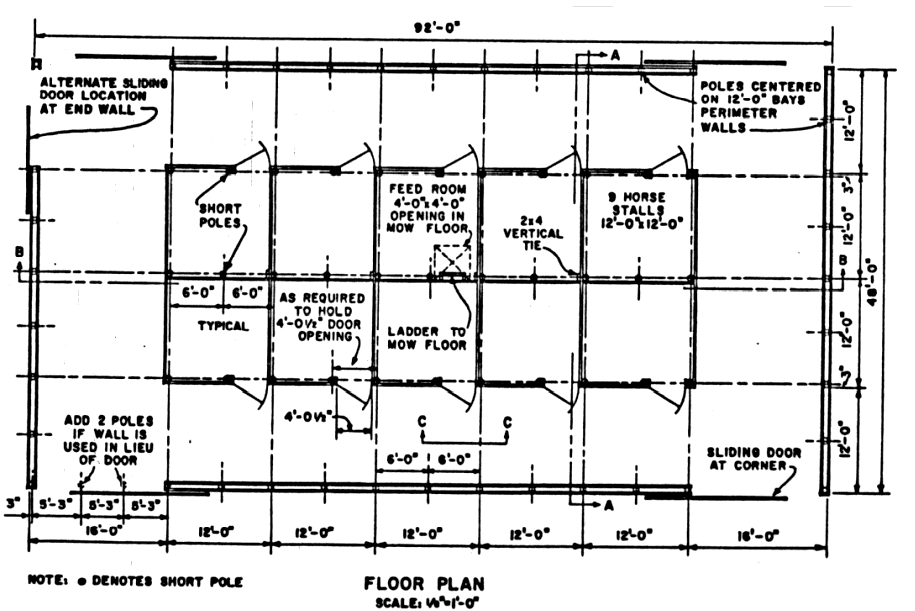 92'-0"
A
ALTERNATE SLIDING
DOOR LOCATION
AT END WALL
POLES CENTERED
ON 12'-0" BAYS
PERIMETER
WALLS
12'-0"
3"
SHORT
POLES
FEED ROOM
4'-0"x4'-0"
OPENING IN
MOW FLOOR
2x4
VERTICAL
TIE
9 HORSE
STALLS
12'-0"x12'-0"
12'-0"
B
B
48'-0"
6'-0"
6'-0"
TYPICAL
AS REQUIRED
TO HOLD
4'-0½" DOOR
OPENING
LADDER TO
MOW FLOOR
12'-0"
3"
4'-0½"
C
C
12'-0"
ADD 2 POLES
IF WALL IS
USED IN LIEU
OF DOOR
6'-0"
6'-0"
SLIDING DOOR
AT CORNER
3"
5'-3"
5'-3"
5'-3"
A
16'-0"
12'-0"
12'-0"
12'-0"
12'-0"
12'-0"
16'-0"
NOTE: ● DENOTES SHORT POLE
FLOOR PLAN
SCALE: 1/8"=1'-0"